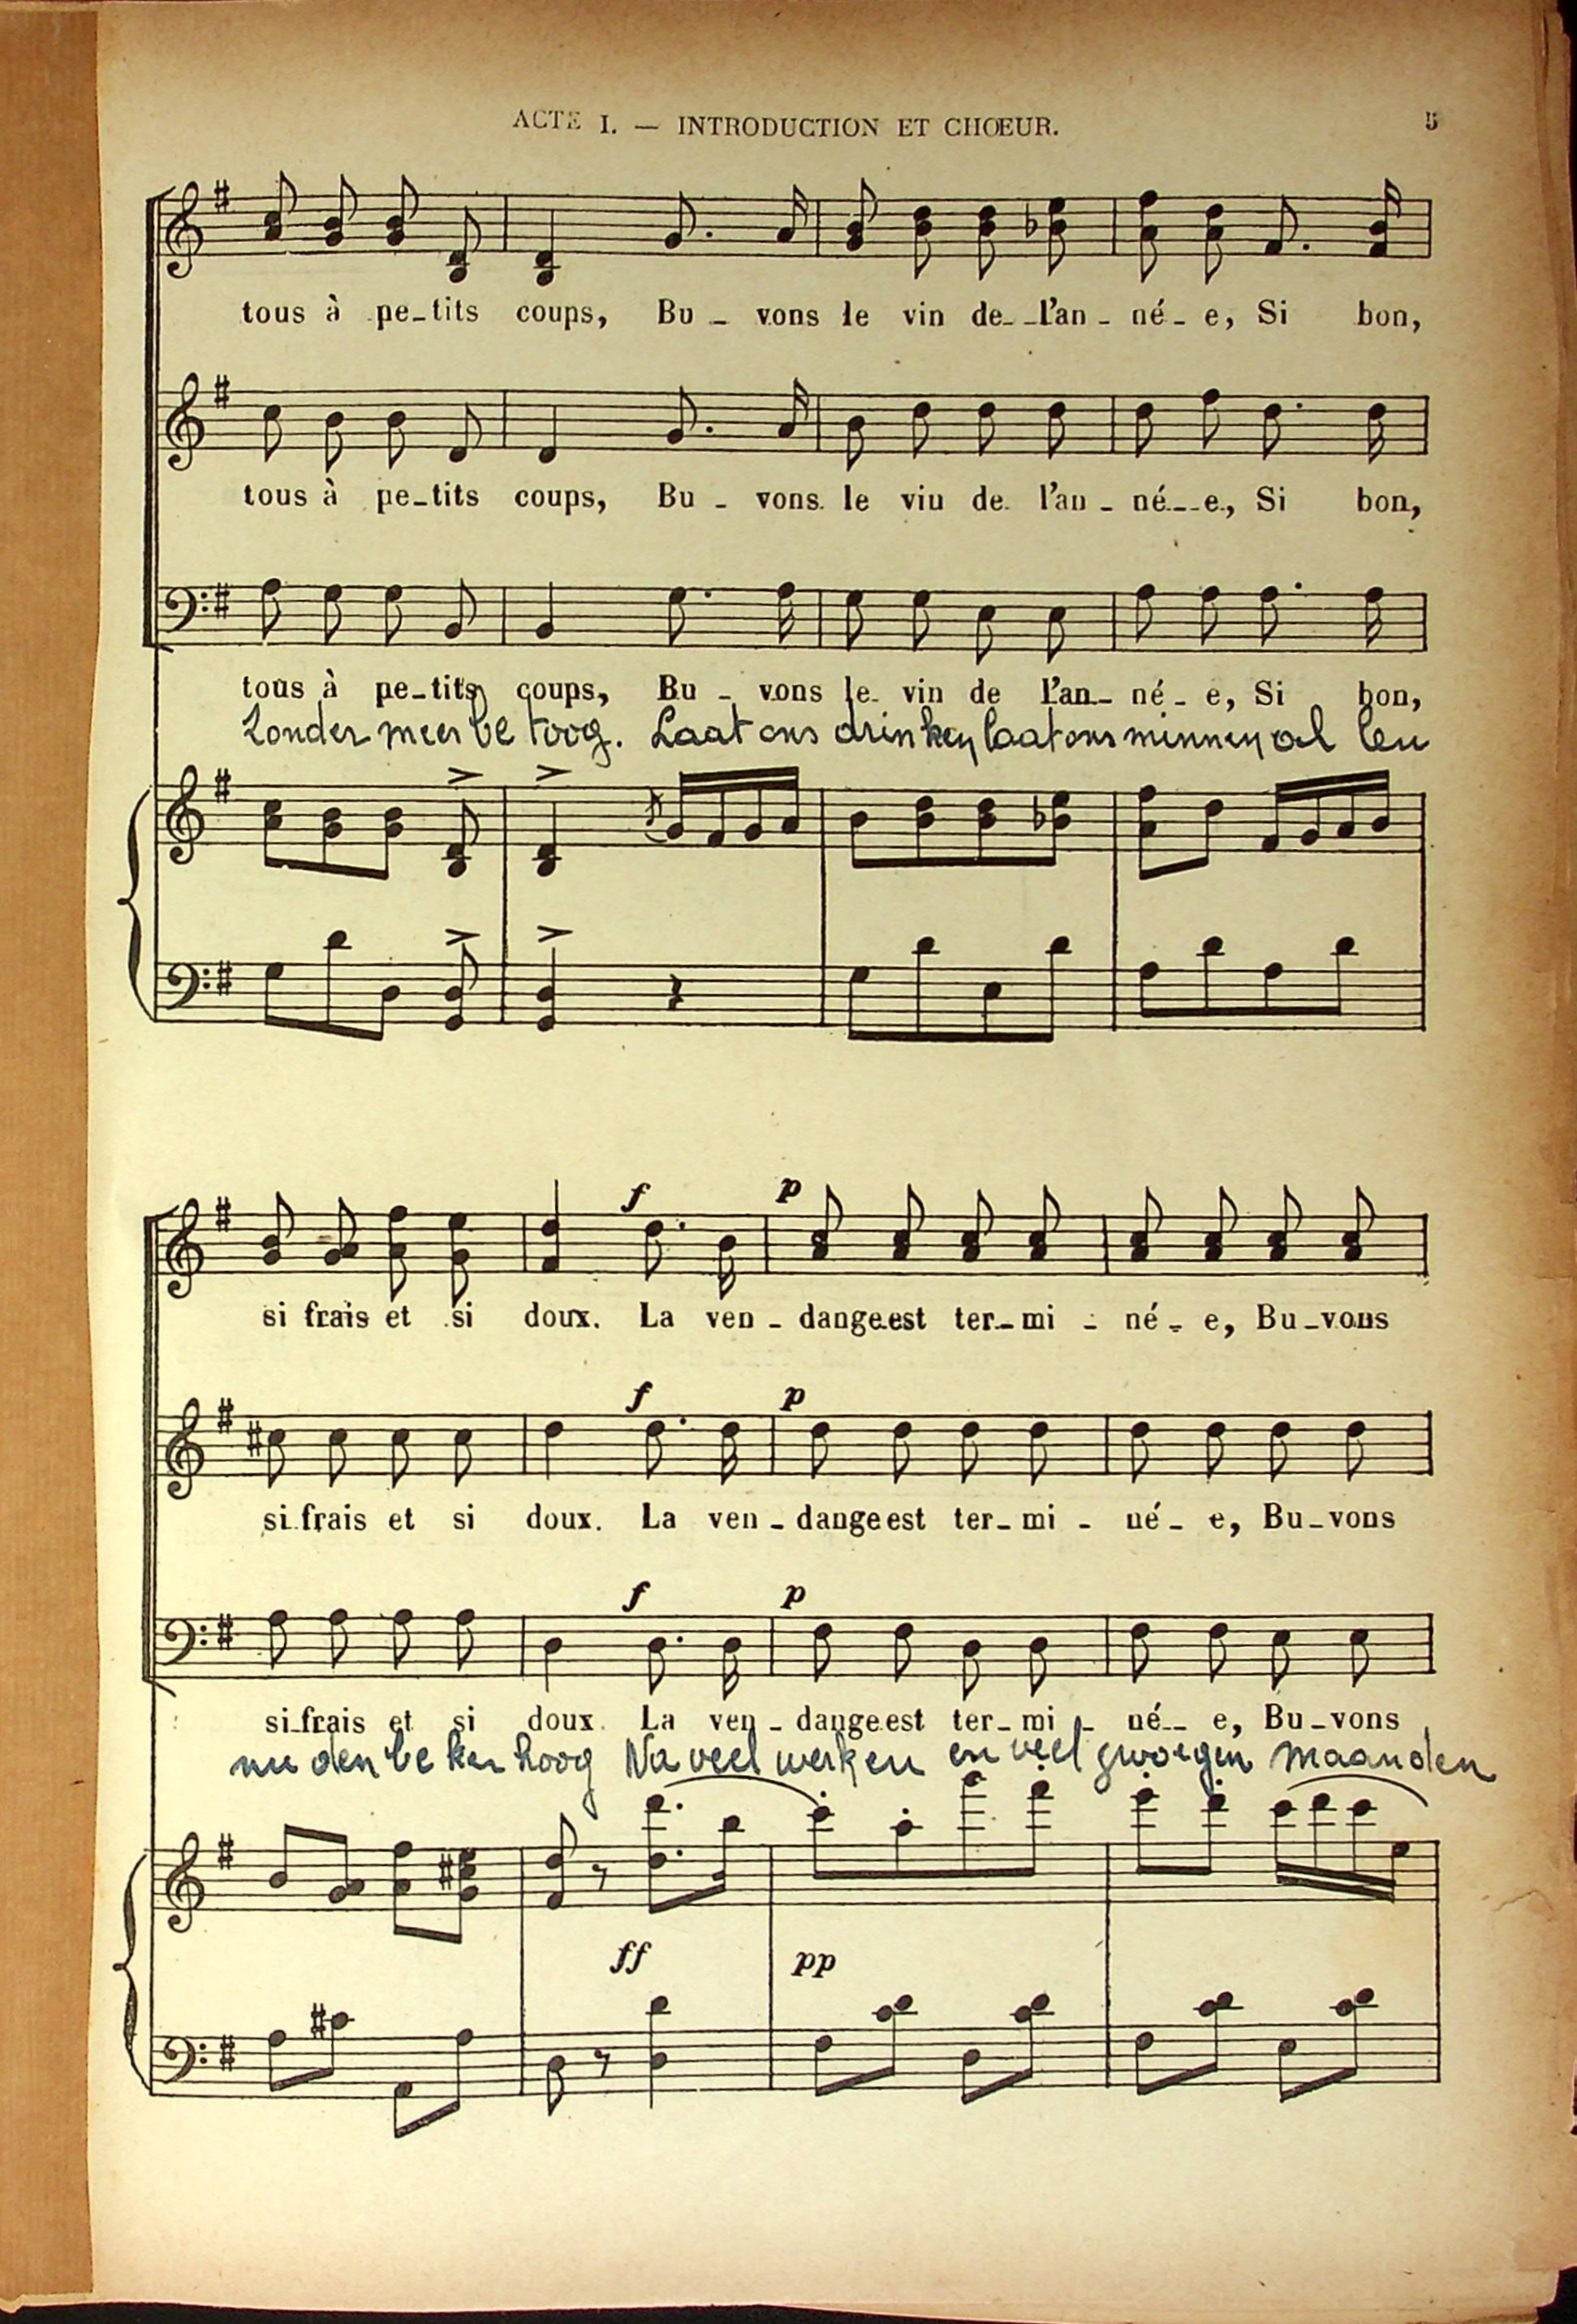 ACTE I. — INTRODUCTION ET CHŒUR. 5
tous à pe-tits coups, Bu - vons le vin de l'an - né - e, Si bon,
tous à pe-tits coups, Bu - vons le vin de l'an - né - e, Si bon,
tous à pe-tits coups, Bu - vons le vin de l'an - né - e, Si bon,
Zonder meer be toog. Laat ons drinken laat ons minnen al
f p
si frais et si doux. La ven - dange est ter - mi - né - e, Bu - vons
f p
si frais et si doux. La ven - dange est ter - mi - né - e, Bu - vons
f p
si frais et si doux. La ven - dange est ter - mi - né - e, Bu - vons
nu den be ker hoog Na veel werken en veel zwoegen maanden
ff pp